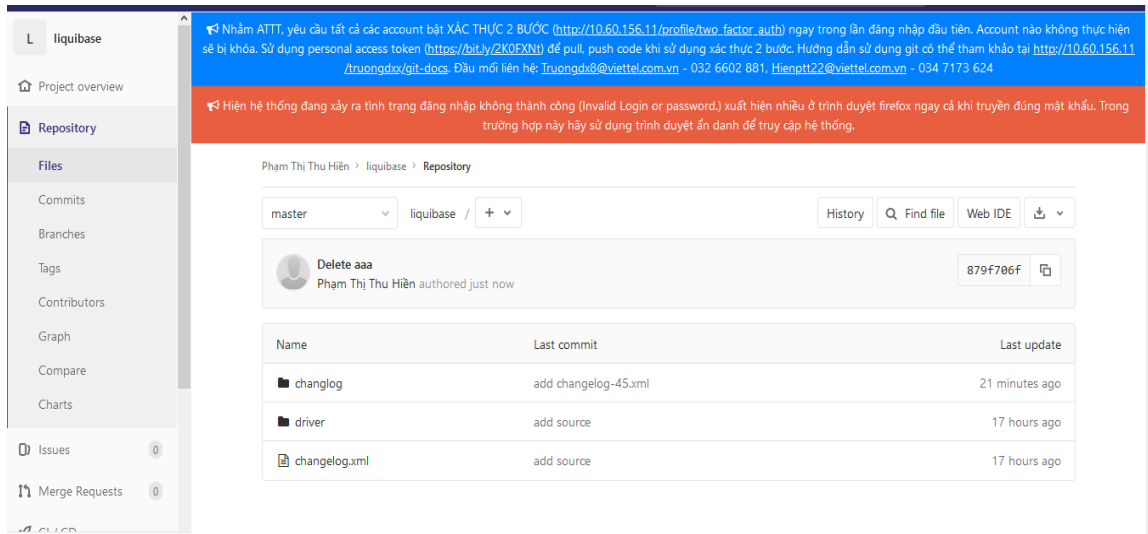 L liquibase
Project overview
Repository
Files
Commits
Branches
Tags
Contributors
Graph
Compare
Charts
Issues 0
Merge Requests 0
CI / CD
Nhằm ATTT, yêu cầu tất cả các account bật XÁC THỰC 2 BƯỚC (http://10.60.156.11/profile/two_factor_auth) ngay trong lần đăng nhập đầu tiên. Account nào không thực hiện
sẽ bị khóa. Sử dụng personal access token (https://bit.ly/2K0FXNt) để pull, push code khi sử dụng xác thực 2 bước. Hướng dẫn sử dụng git có thể tham khảo tại http://10.60.156.11
/truongdxx/git-docs. Đầu mối liên hệ: Truongdx8@viettel.com.vn - 032 6602 881, Hienptt22@viettel.com.vn - 034 7173 624
Hiện hệ thống đang xảy ra tình trạng đăng nhập không thành công (Invalid Login or password.) xuất hiện nhiều ở trình duyệt firefox ngay cả khi truyền đúng mật khẩu. Trong
trường hợp này hãy sử dụng trình duyệt ẩn danh để truy cập hệ thống.
Phạm Thị Thu Hiền > liquibase > Repository
master liquibase / + History Find file Web IDE
Delete aaa
Phạm Thị Thu Hiền authored just now
879f706f
Name Last commit Last update
changlog add changelog-45.xml 21 minutes ago
driver add source 17 hours ago
changelog.xml add source 17 hours ago